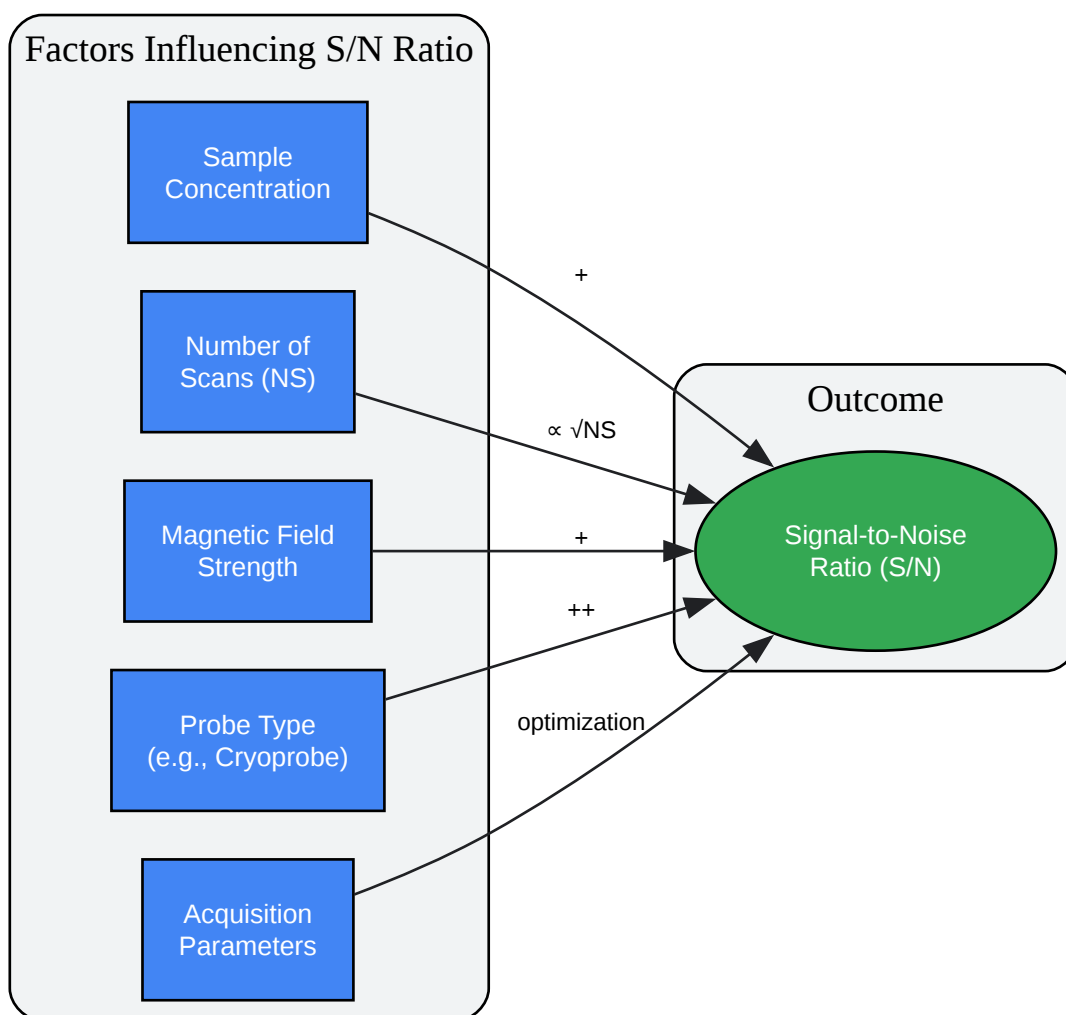 Factors Influencing S/N Ratio
Sample
Concentration
+
Number of
Scans (NS)
∝ √NS
Magnetic Field
Strength
+
Probe Type
(e.g., Cryoprobe)
++
Acquisition
Parameters
optimization
Outcome
Signal-to-Noise
Ratio (S/N)